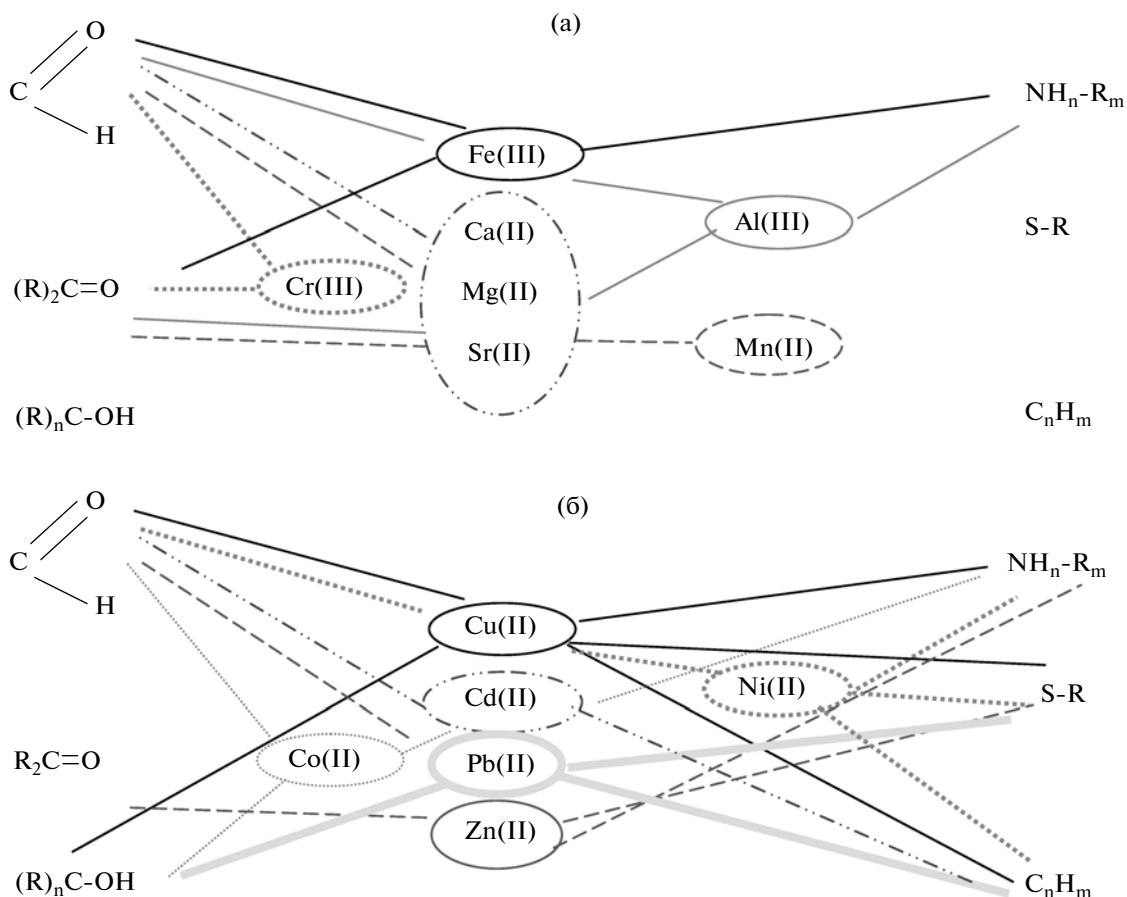 (а)
O
C
H
NHn-Rm
Fe(III)
Ca(II)
Al(III)
S-R
(R)2C=O
Cr(III)
Mg(II)
Sr(II)
Mn(II)
(R)nC-OH
CnHm
(б)
O
C
H
NHn-Rm
Cu(II)
Cd(II)
Ni(II)
S-R
R2C=O
Co(II)
Pb(II)
Zn(II)
(R)nC-OH
CnHm